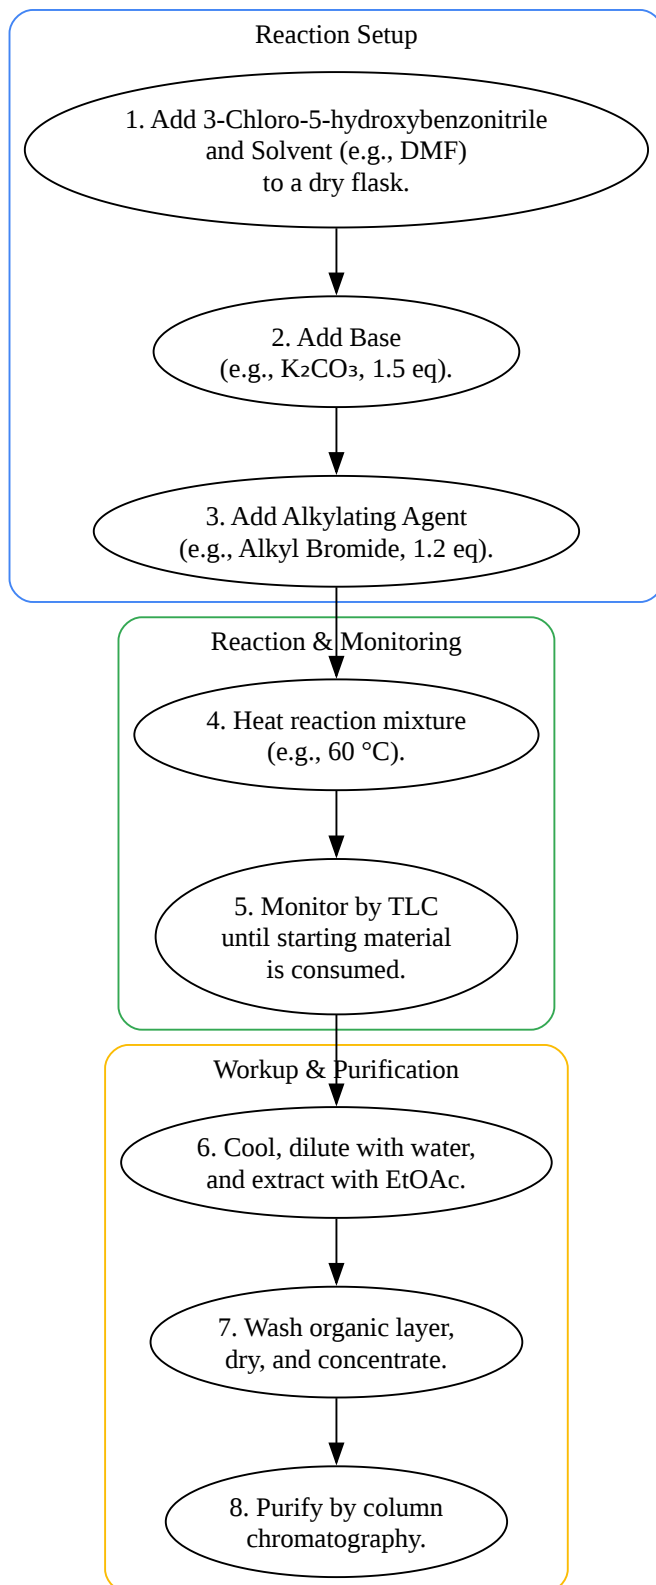 Reaction Setup
1. Add 3-Chloro-5-hydroxybenzonitrile
and Solvent (e.g., DMF)
to a dry flask.
2. Add Base
(e.g., K₂CO₃, 1.5 eq).
3. Add Alkylating Agent
(e.g., Alkyl Bromide, 1.2 eq).
Reaction & Monitoring
4. Heat reaction mixture
(e.g., 60 °C).
5. Monitor by TLC
until starting material
is consumed.
Workup & Purification
6. Cool, dilute with water,
and extract with EtOAc.
7. Wash organic layer,
dry, and concentrate.
8. Purify by column
chromatography.